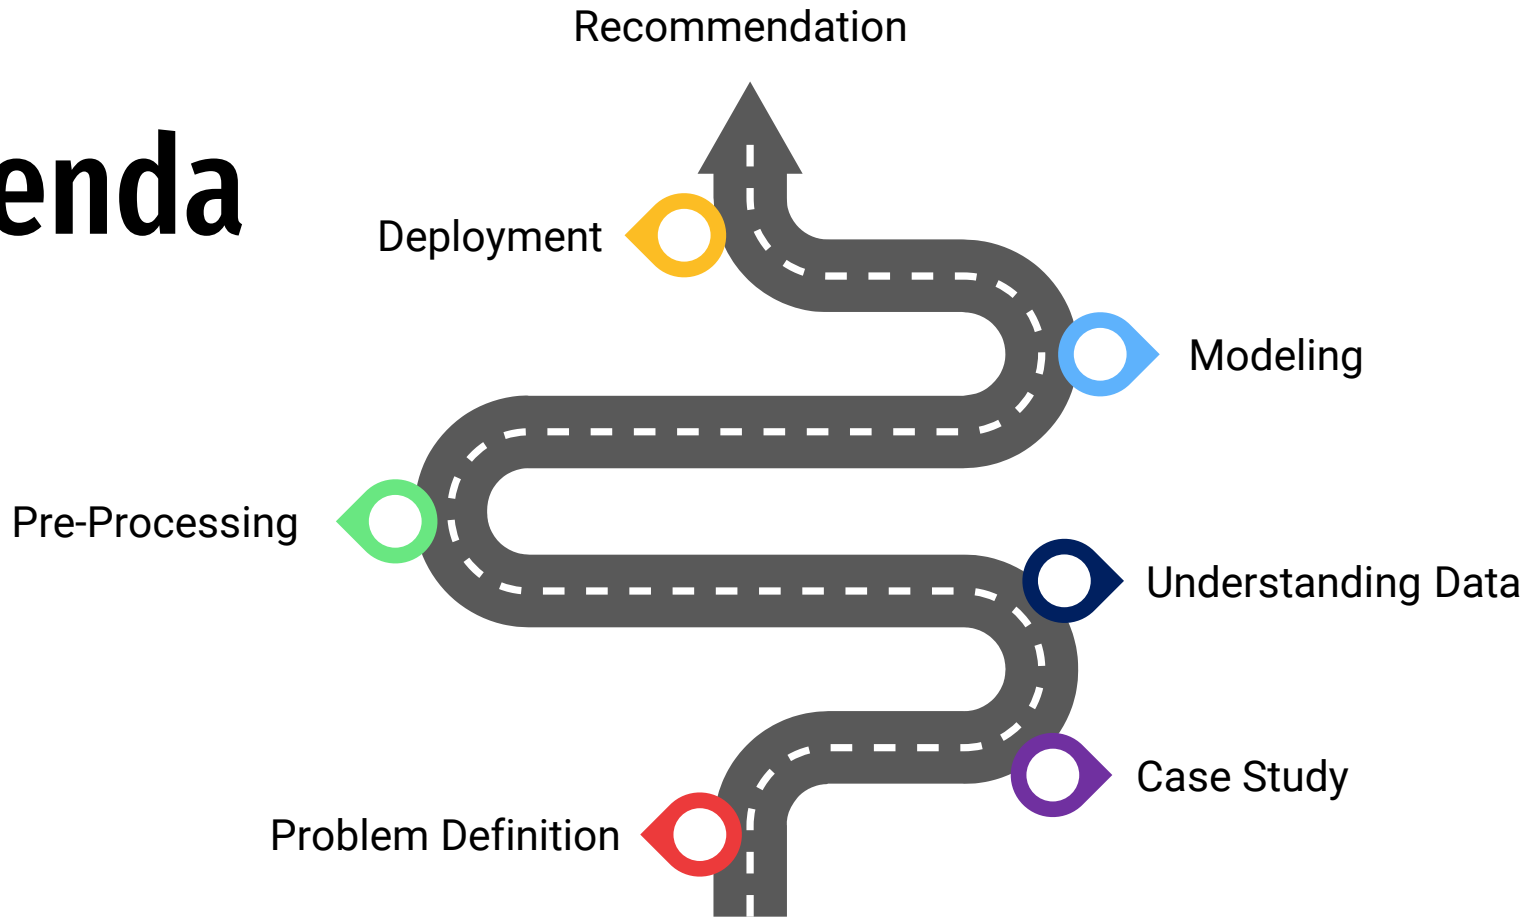 Recommendation
enda
Deployment
Modeling
Pre-Processing
Understanding Data
Case Study
Problem Definition